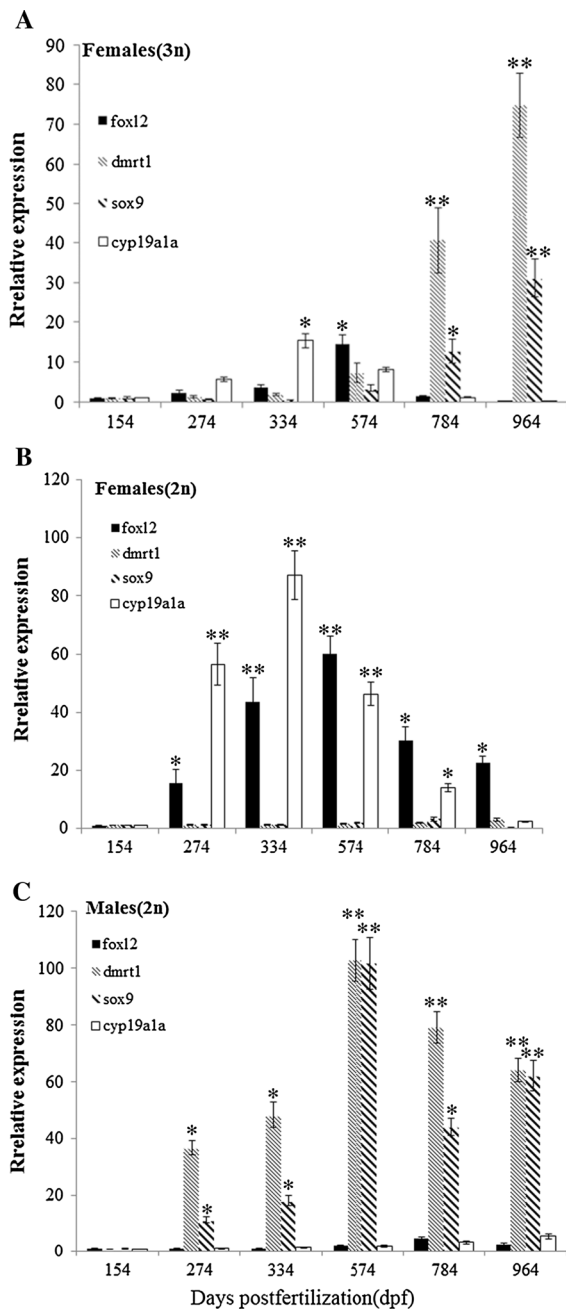 A
Females(3n)
90
80
70
60
50
40
30
20
10
0
Rrelative expression
foxl2
dmrt1
sox9
cyp19a1a
* * ** * ** **
154 274 334 574 784 964
B
Females(2n)
120
100
80
60
40
20
0
Rrelative expression
foxl2
dmrt1
sox9
cyp19a1a
* ** ** ** ** ** * * *
154 274 334 574 784 964
C
Males(2n)
120
100
80
60
40
20
0
Rrelative expression
foxl2
dmrt1
sox9
cyp19a1a
* * * * ** ** ** * ** **
154 274 334 574 784 964
Days postfertilization(dpf)